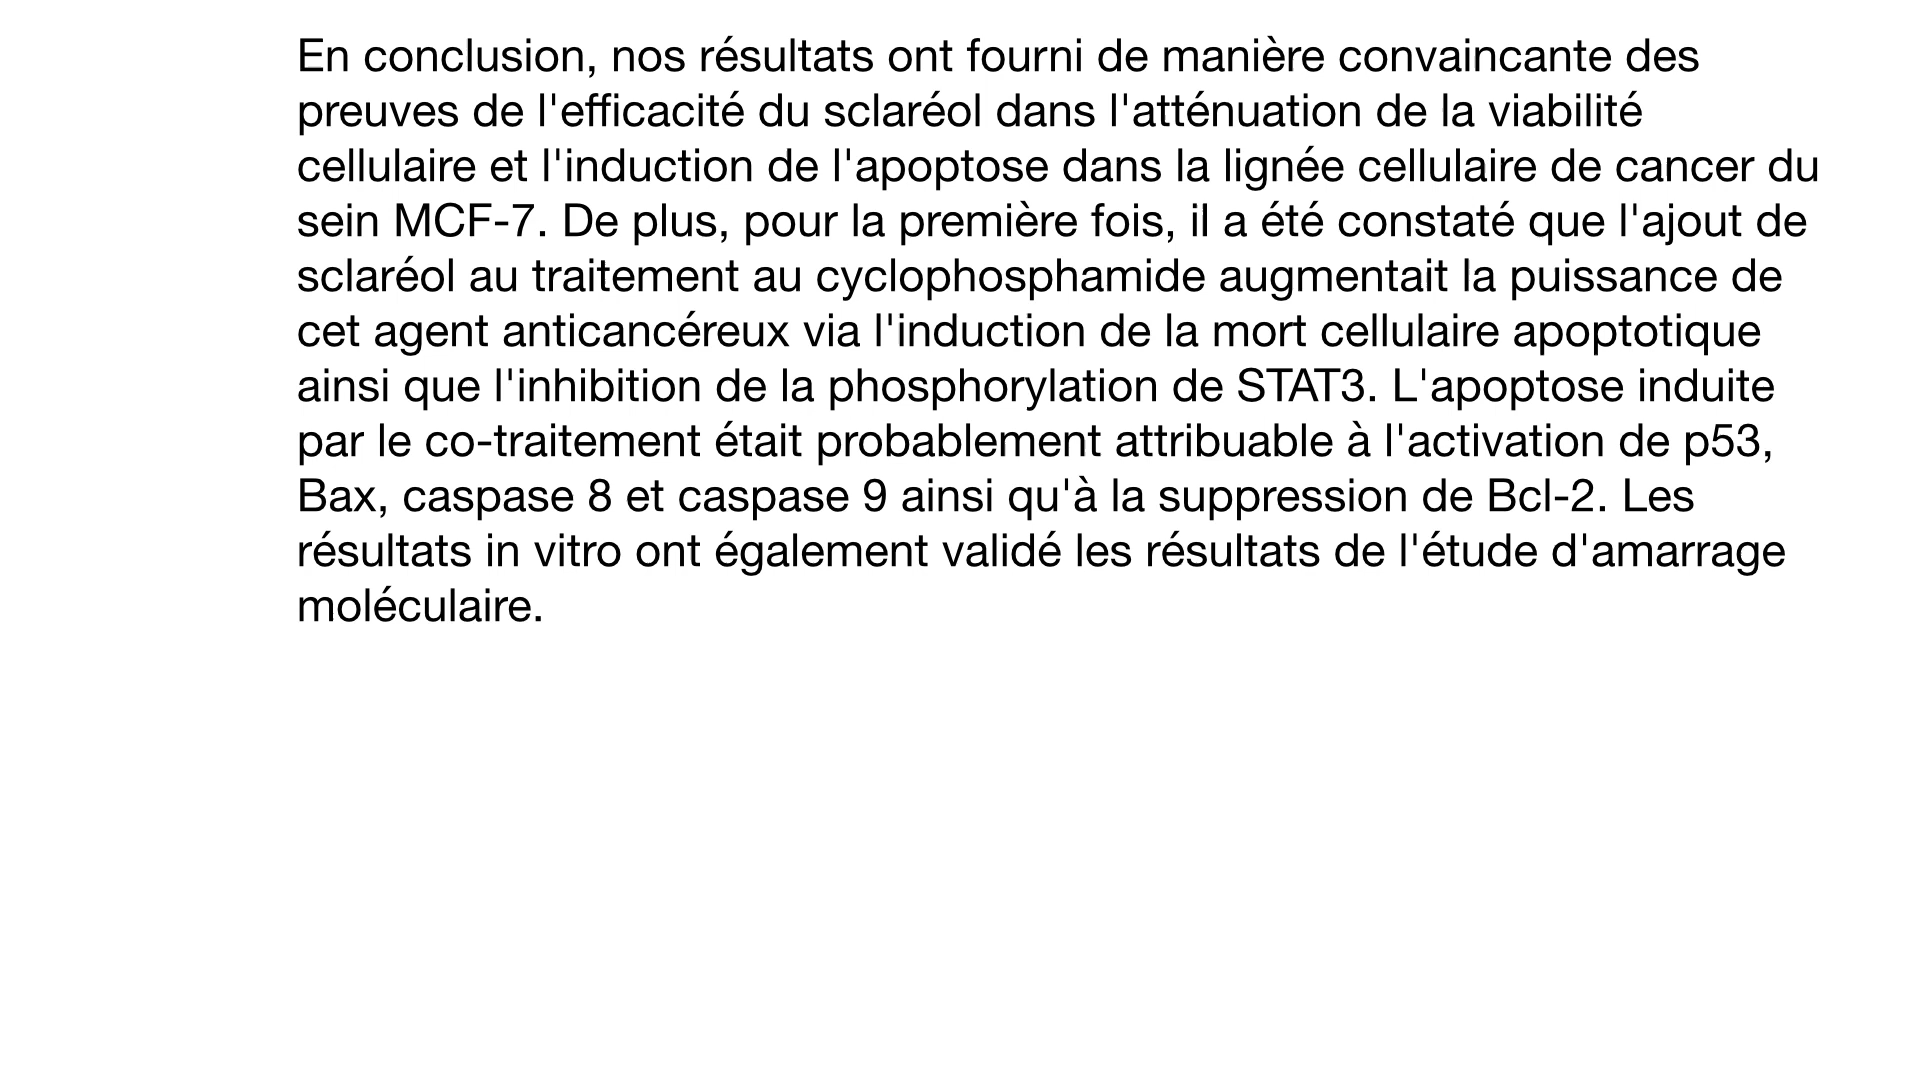 En conclusion, nos résultats ont fourni de manière convaincante des
preuves de l'efficacité du sclaréol dans l'atténuation de la viabilité
cellulaire et l'induction de l'apoptose dans la lignée cellulaire de cancer du
sein MCF-7. De plus, pour la première fois, il a été constaté que l'ajout de
sclaréol au traitement au cyclophosphamide augmentait la puissance de
cet agent anticancéreux via l'induction de la mort cellulaire apoptotique
ainsi que l'inhibition de la phosphorylation de STAT3. L'apoptose induite
par le co-traitement était probablement attribuable à l'activation de p53,
Bax, caspase 8 et caspase 9 ainsi qu'à la suppression de Bcl-2. Les
résultats in vitro ont également validé les résultats de l'étude d'amarrage
moléculaire.